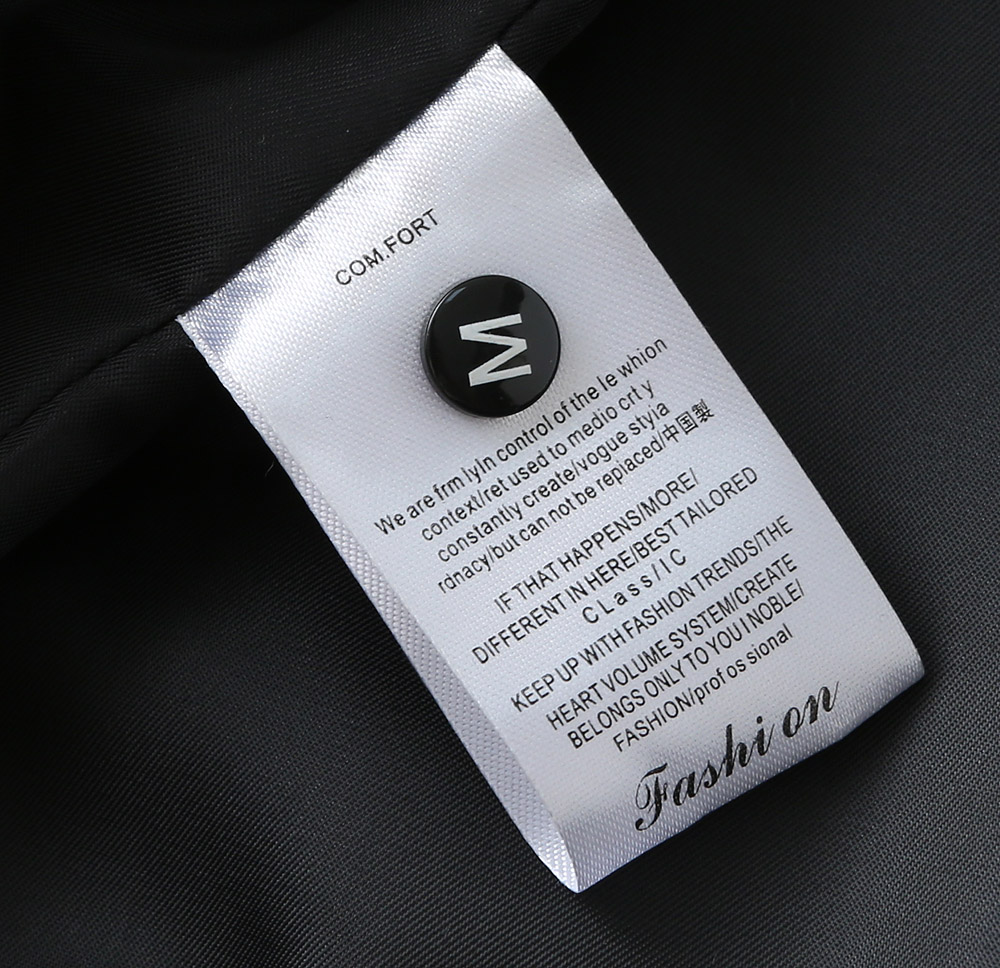 COM.FORT
M
We are frm lyln control of the le whion
context/ret used to medio crt y
constantly create/vogue styia
rdnacy/but can not be replaced/中国製
IF THAT HAPPENS/MORE/
DIFFERENT IN HERE/BEST TAILORED
CLass/IC
KEEP UP WITH FASHION TRENDS/THE
HEART VOLUME SYSTEM/CREATE
BELONGS ONLY TO YOU I NOBLE/
FASHION/prof os sional
Fashi on